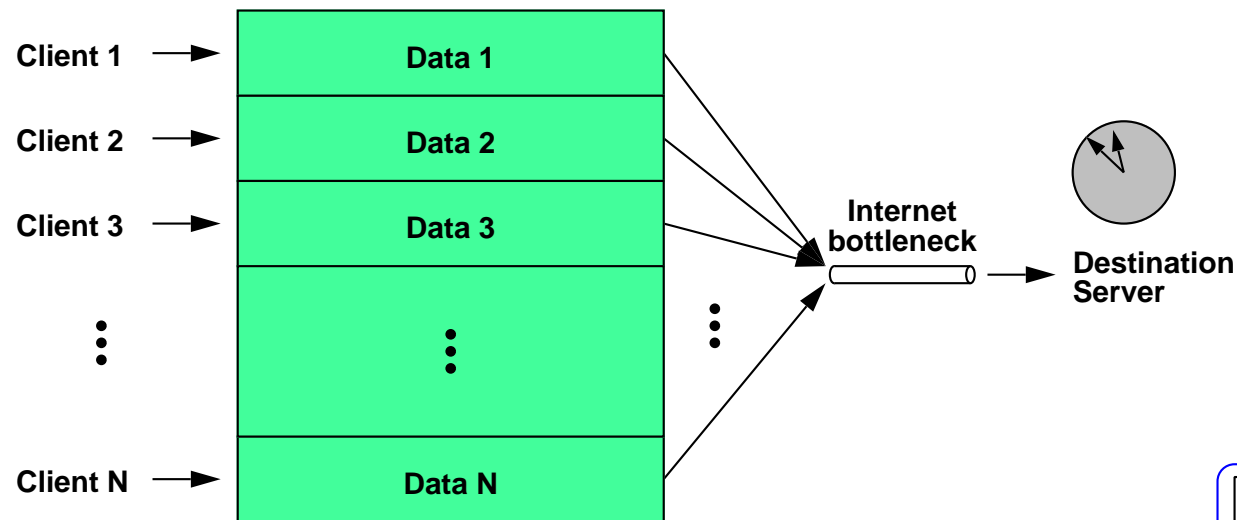 Client 1
Data 1
Client 2
Data 2
Client 3
Data 3
Internet
bottleneck
Destination
Server
Client N
Data N